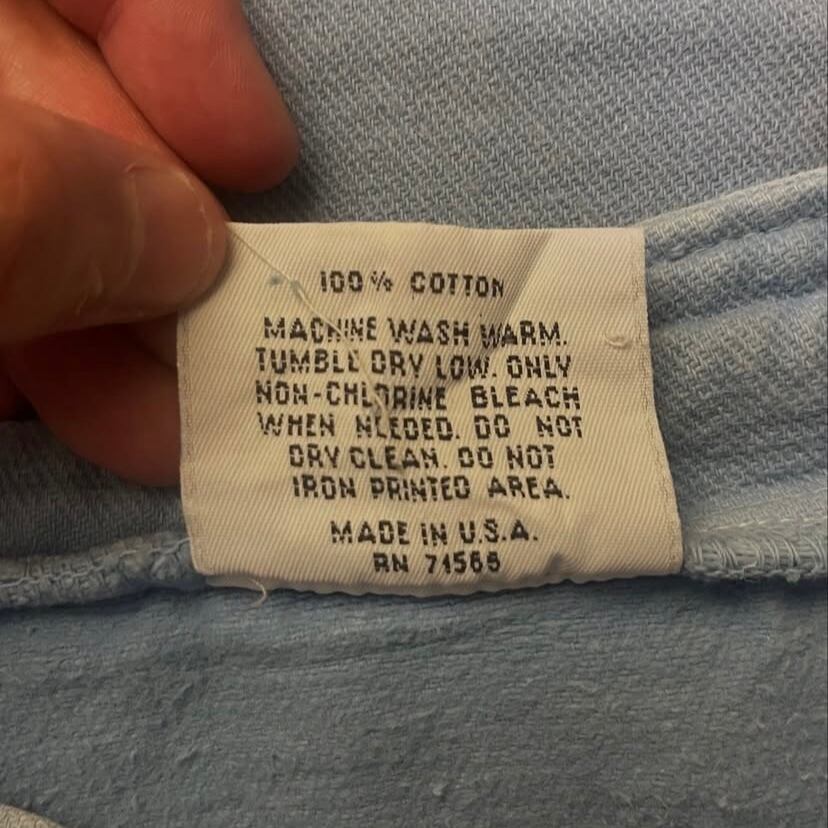 100% COTTON
MACHINE WASH WARM.
TUMBLE DRY LOW. ONLY
NON-CHLORINE BLEACH
WHEN NEEDED. DO NOT
DRY CLEAN. DO NOT
IRON PRINTED AREA.
MADE IN U.S.A.
RN 71565